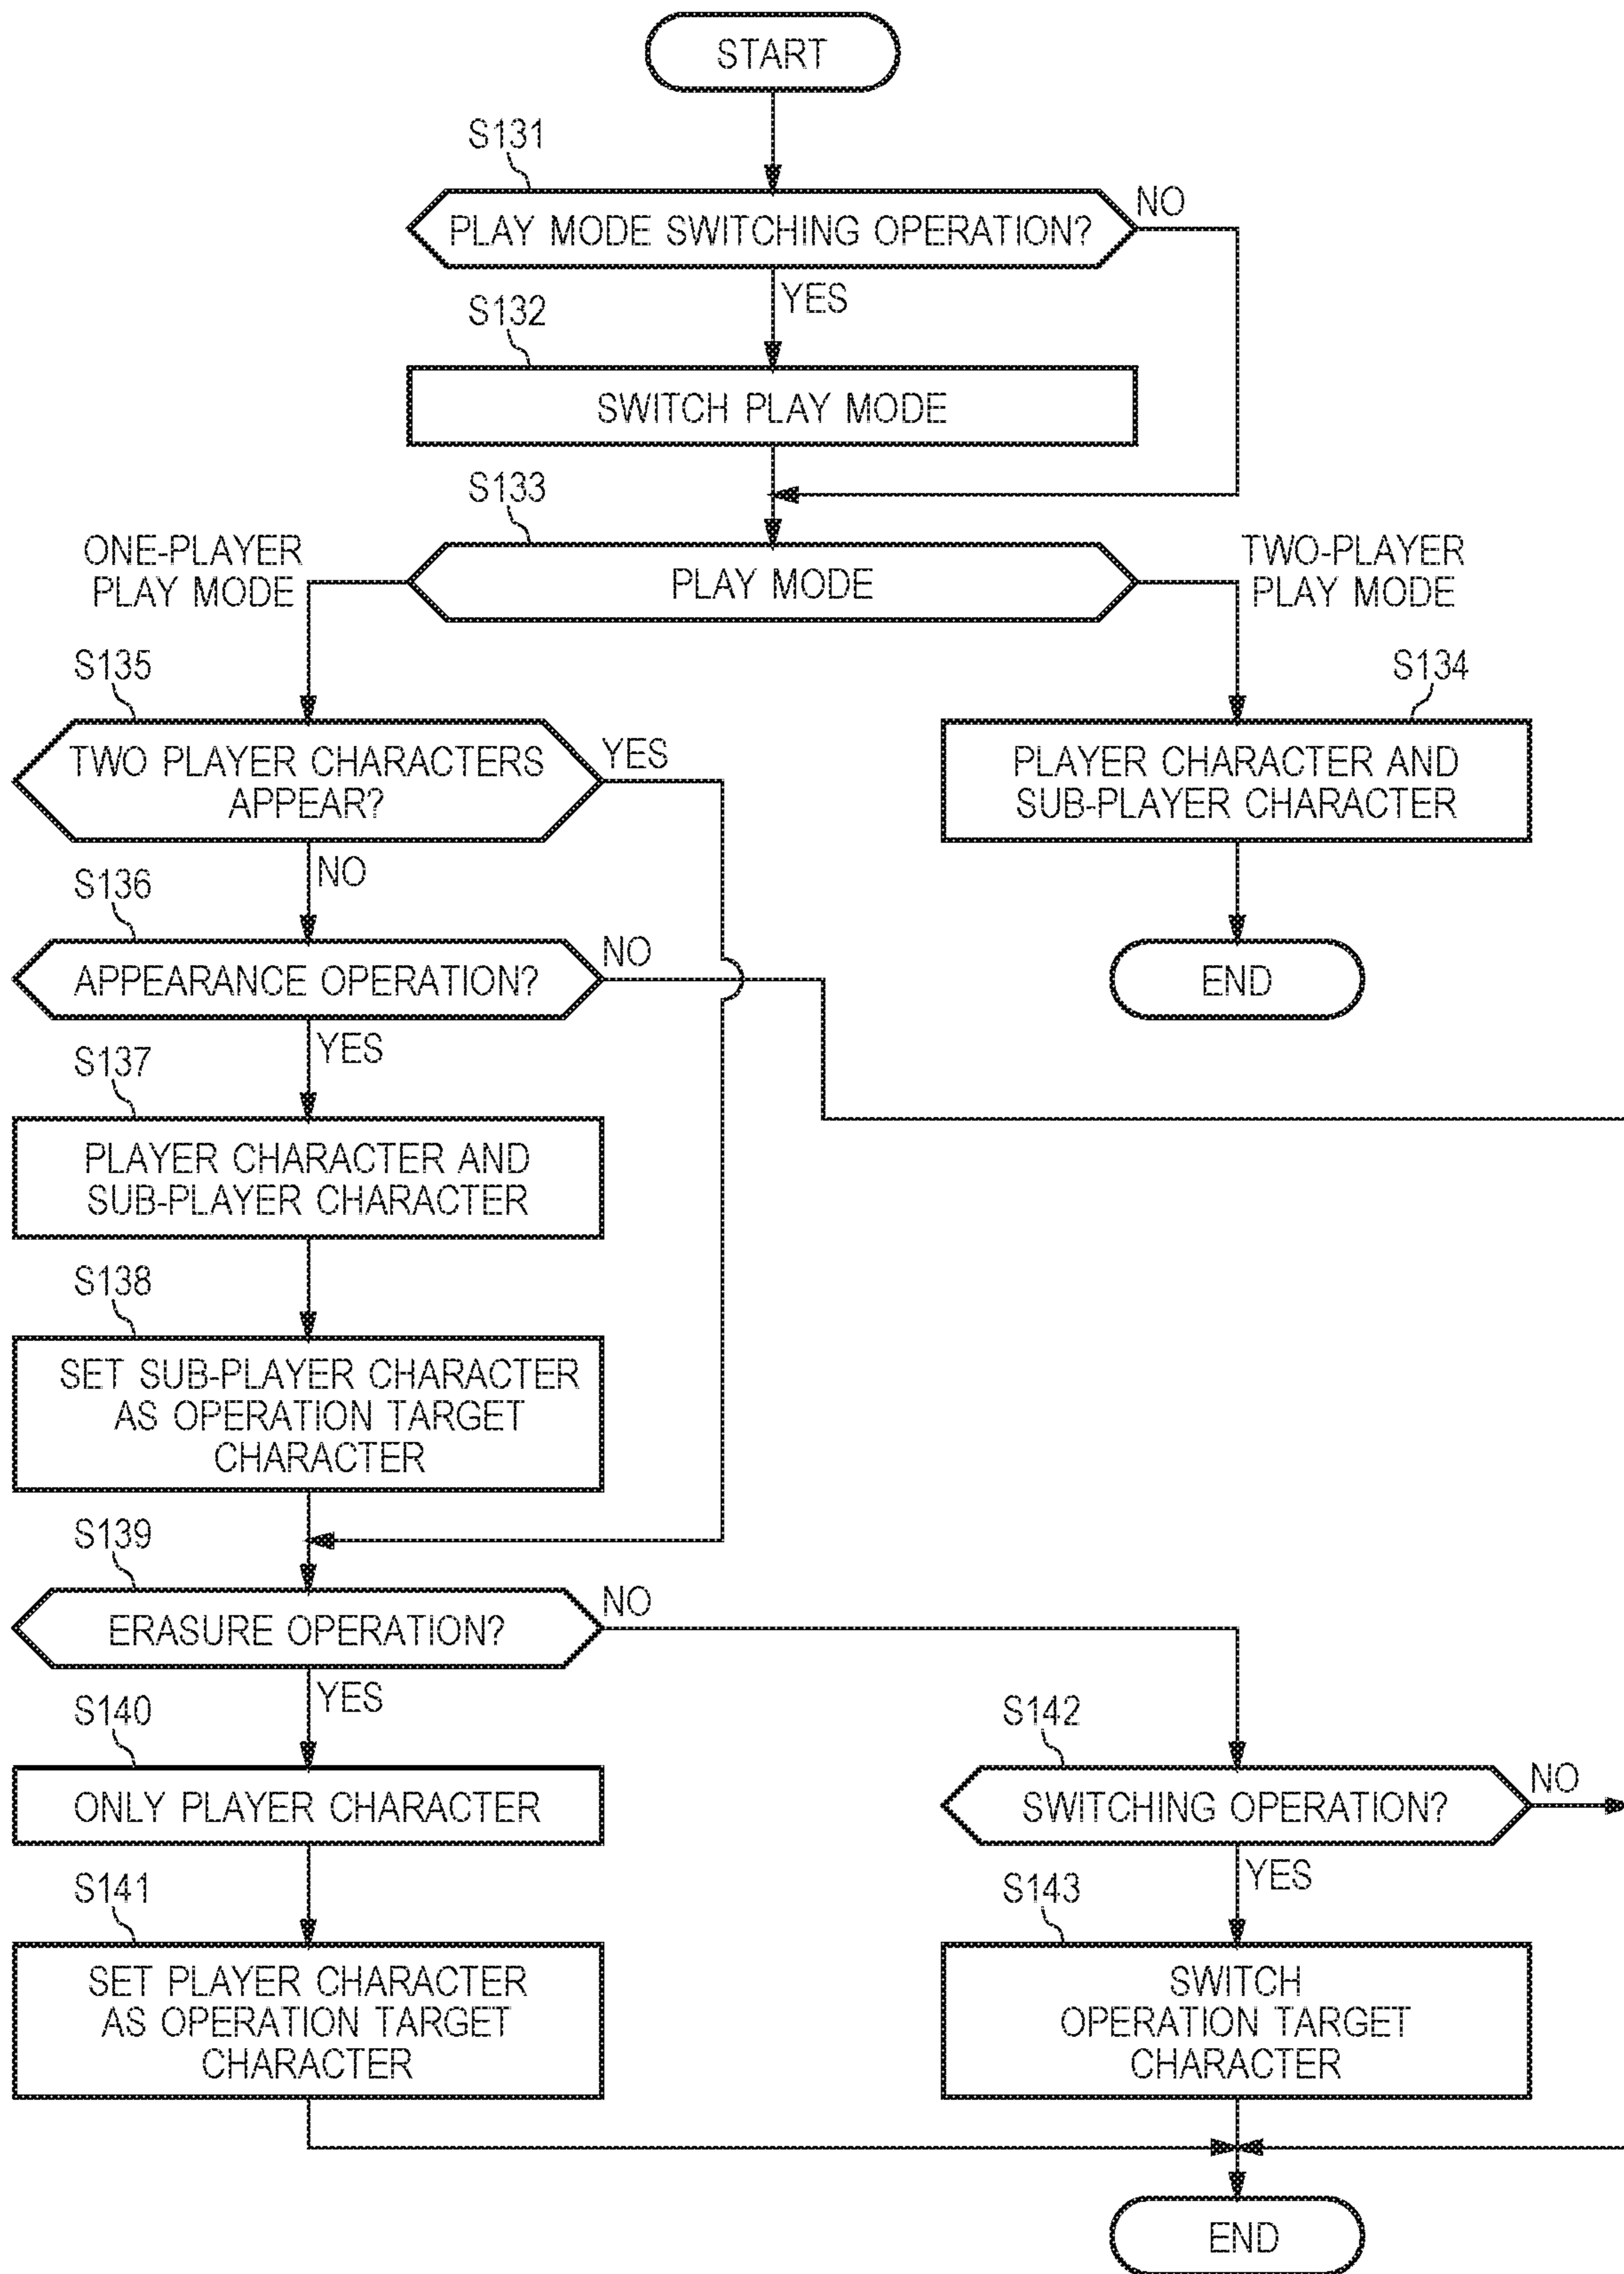 START
S131
PLAY MODE SWITCHING OPERATION?
NO
YES
S132
SWITCH PLAY MODE
S133
PLAY MODE
ONE-PLAYER
PLAY MODE
TWO-PLAYER
PLAY MODE
S135
TWO PLAYER CHARACTERS
APPEAR?
YES
NO
S134
PLAYER CHARACTER AND
SUB-PLAYER CHARACTER
END
S136
APPEARANCE OPERATION?
NO
YES
S137
PLAYER CHARACTER AND
SUB-PLAYER CHARACTER
S138
SET SUB-PLAYER CHARACTER
AS OPERATION TARGET
CHARACTER
S139
ERASURE OPERATION?
NO
YES
S140
ONLY PLAYER CHARACTER
S141
SET PLAYER CHARACTER
AS OPERATION TARGET
CHARACTER
S142
SWITCHING OPERATION?
NO
YES
S143
SWITCH
OPERATION TARGET
CHARACTER
END